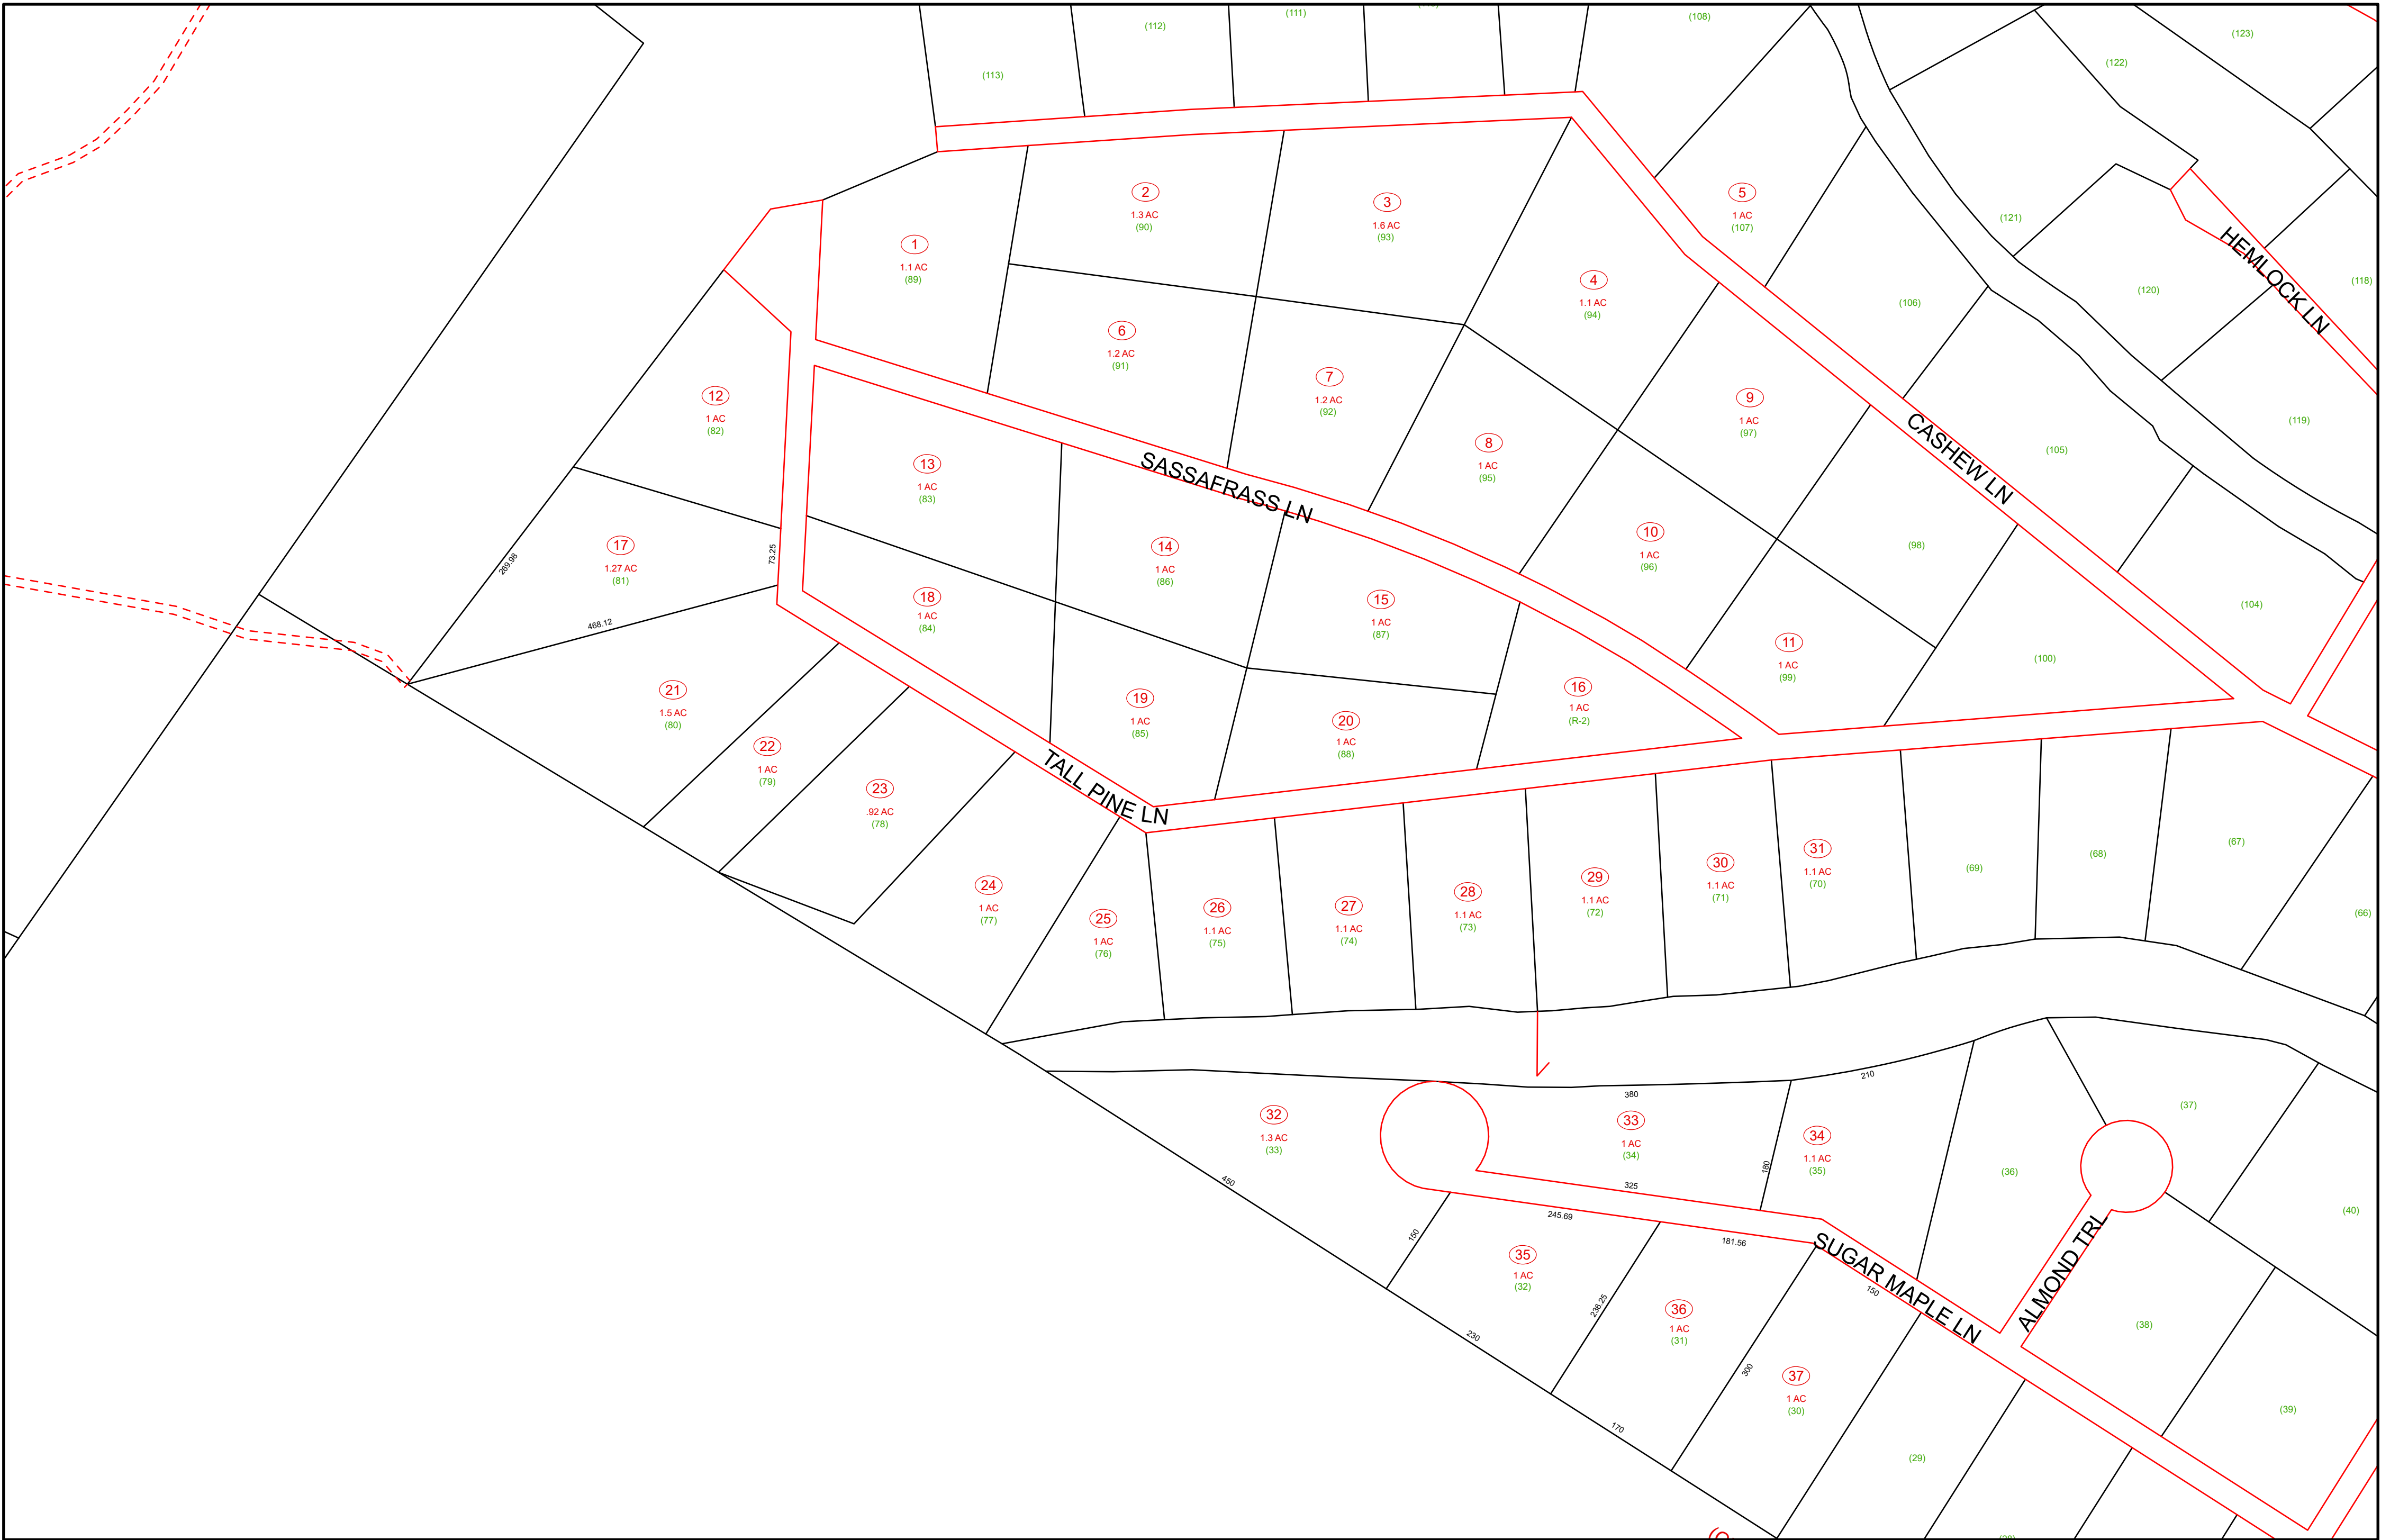 (112)
(111)
(108)
(123)
(122)
(113)
2
1.3 AC
(90)
3
1.6 AC
(93)
5
1 AC
(107)
(121)
1
1.1 AC
(89)
4
1.1 AC
(94)
HEMLOCK LN
(118)
(120)
(106)
6
1.2 AC
(91)
7
1.2 AC
(92)
12
1 AC
(82)
9
1 AC
(97)
CASHEW LN
(119)
8
1 AC
(95)
(105)
13
1 AC
(83)
SASSAFRASS LN
10
1 AC
(96)
(98)
17
1.27 AC
(81)
269.98
73.25
14
1 AC
(86)
18
1 AC
(84)
15
1 AC
(87)
(104)
468.12
11
1 AC
(99)
(100)
21
1.5 AC
(80)
19
1 AC
(85)
16
1 AC
(R-2)
20
1 AC
(88)
22
1 AC
(79)
TALL PINE LN
23
.92 AC
(78)
24
1 AC
(77)
25
1 AC
(76)
26
1.1 AC
(75)
27
1.1 AC
(74)
28
1.1 AC
(73)
29
1.1 AC
(72)
30
1.1 AC
(71)
31
1.1 AC
(70)
(69)
(68)
(67)
(66)
210
380
32
1.3 AC
(33)
33
1 AC
(34)
34
1.1 AC
(35)
(37)
180
(36)
450
325
245.69
181.56
150
(40)
35
1 AC
(32)
SUGAR MAPLE LN
150
ALMOND TRL
236.25
36
1 AC
(31)
230
(38)
300
37
1 AC
(30)
170
(39)
(29)